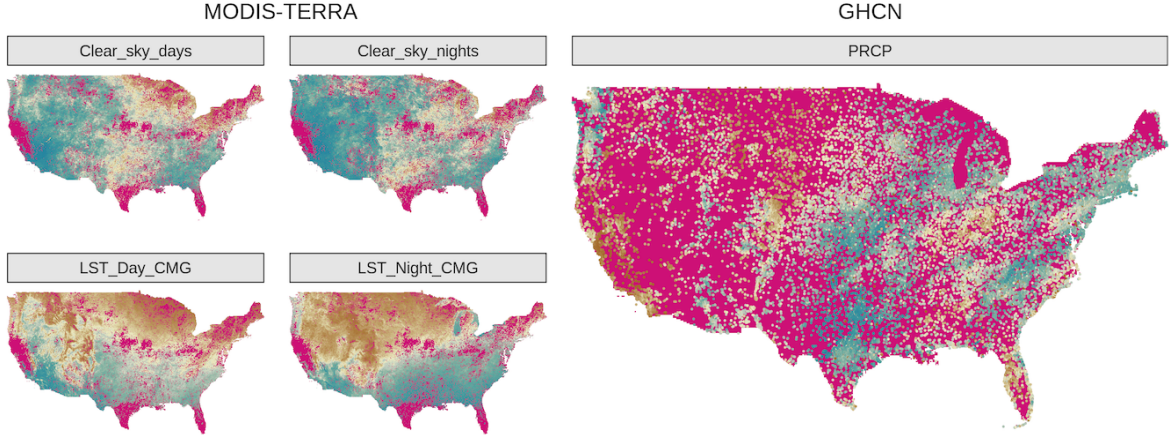 MODIS-TERRA
GHCN
Clear_sky_days
Clear_sky_nights
PRCP
LST_Day_CMG
LST_Night_CMG